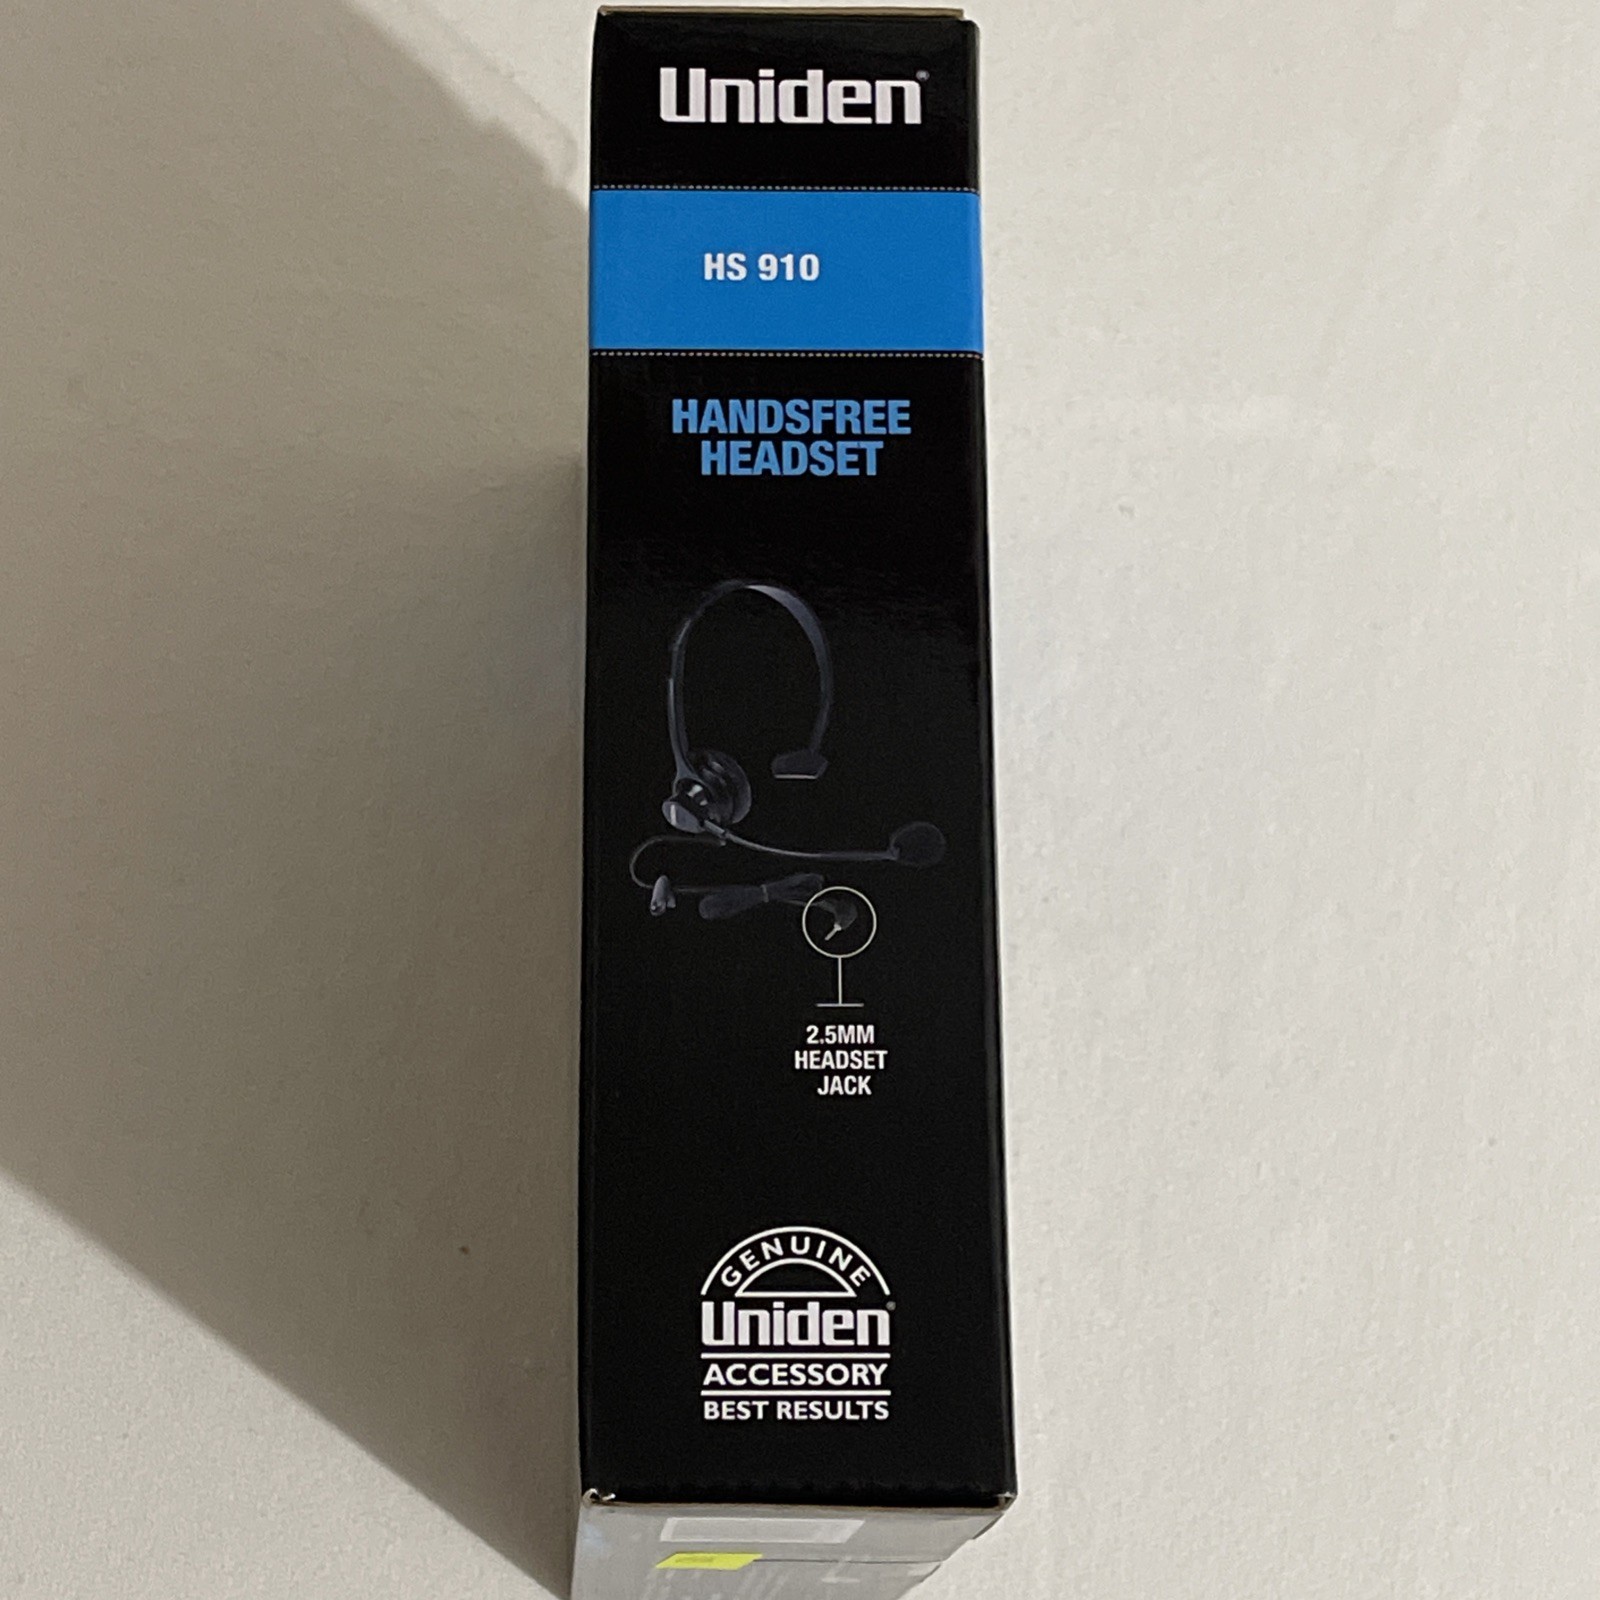 Uniden®
HS 910
HANDSFREE
HEADSET
2.5MM
HEADSET
JACK
GENUINE
Uniden®
ACCESSORY
BEST RESULTS